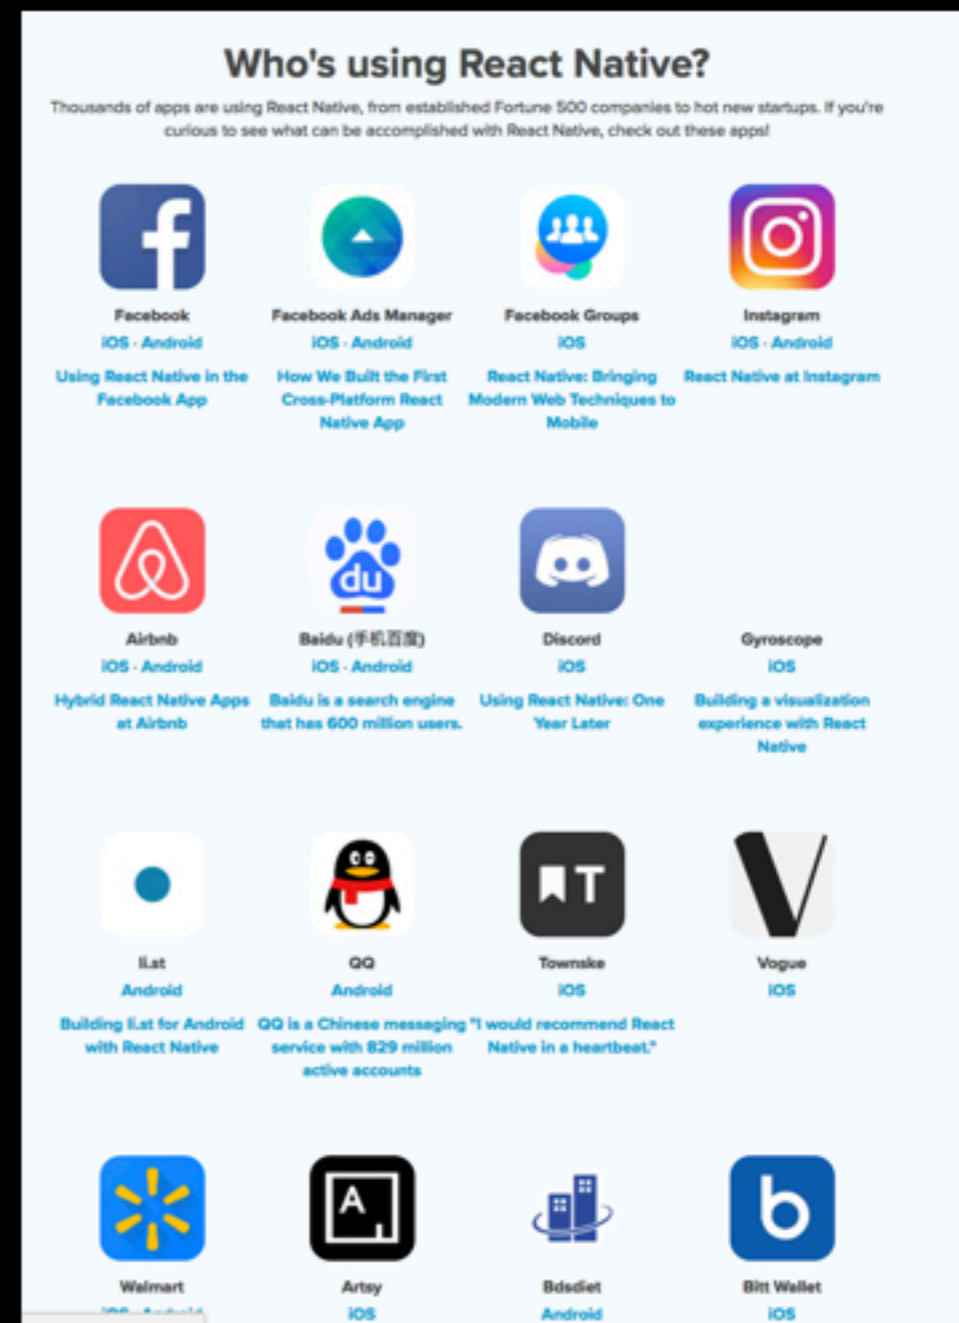 Who's using React Native?
Thousands of apps are using React Native, from established Fortune 500 companies to hot new startups. If you're
curious to see what can be accomplished with React Native, check out these apps!
Facebook
iOS · Android
Using React Native in the
Facebook App
Facebook Ads Manager
iOS · Android
How We Built the First
Cross-Platform React
Native App
Facebook Groups
iOS
React Native: Bringing
Modern Web Techniques to
Mobile
Instagram
iOS · Android
React Native at Instagram
Airbnb
iOS · Android
Hybrid React Native Apps
at Airbnb
du
Baidu (手机百度)
iOS · Android
Baidu is a search engine
that has 600 million users.
Discord
iOS
Using React Native: One
Year Later
Gyroscope
iOS
Building a visualization
experience with React
Native
li.st
Android
Building li.st for Android
with React Native
QQ
Android
QQ is a Chinese messaging
service with 829 million
active accounts
T
Townske
iOS
"I would recommend React
Native in a heartbeat."
V
Vogue
iOS
Walmart
iOS · Android
A
Artsy
iOS
Bdsdiet
Android
b
Bitt Wallet
iOS